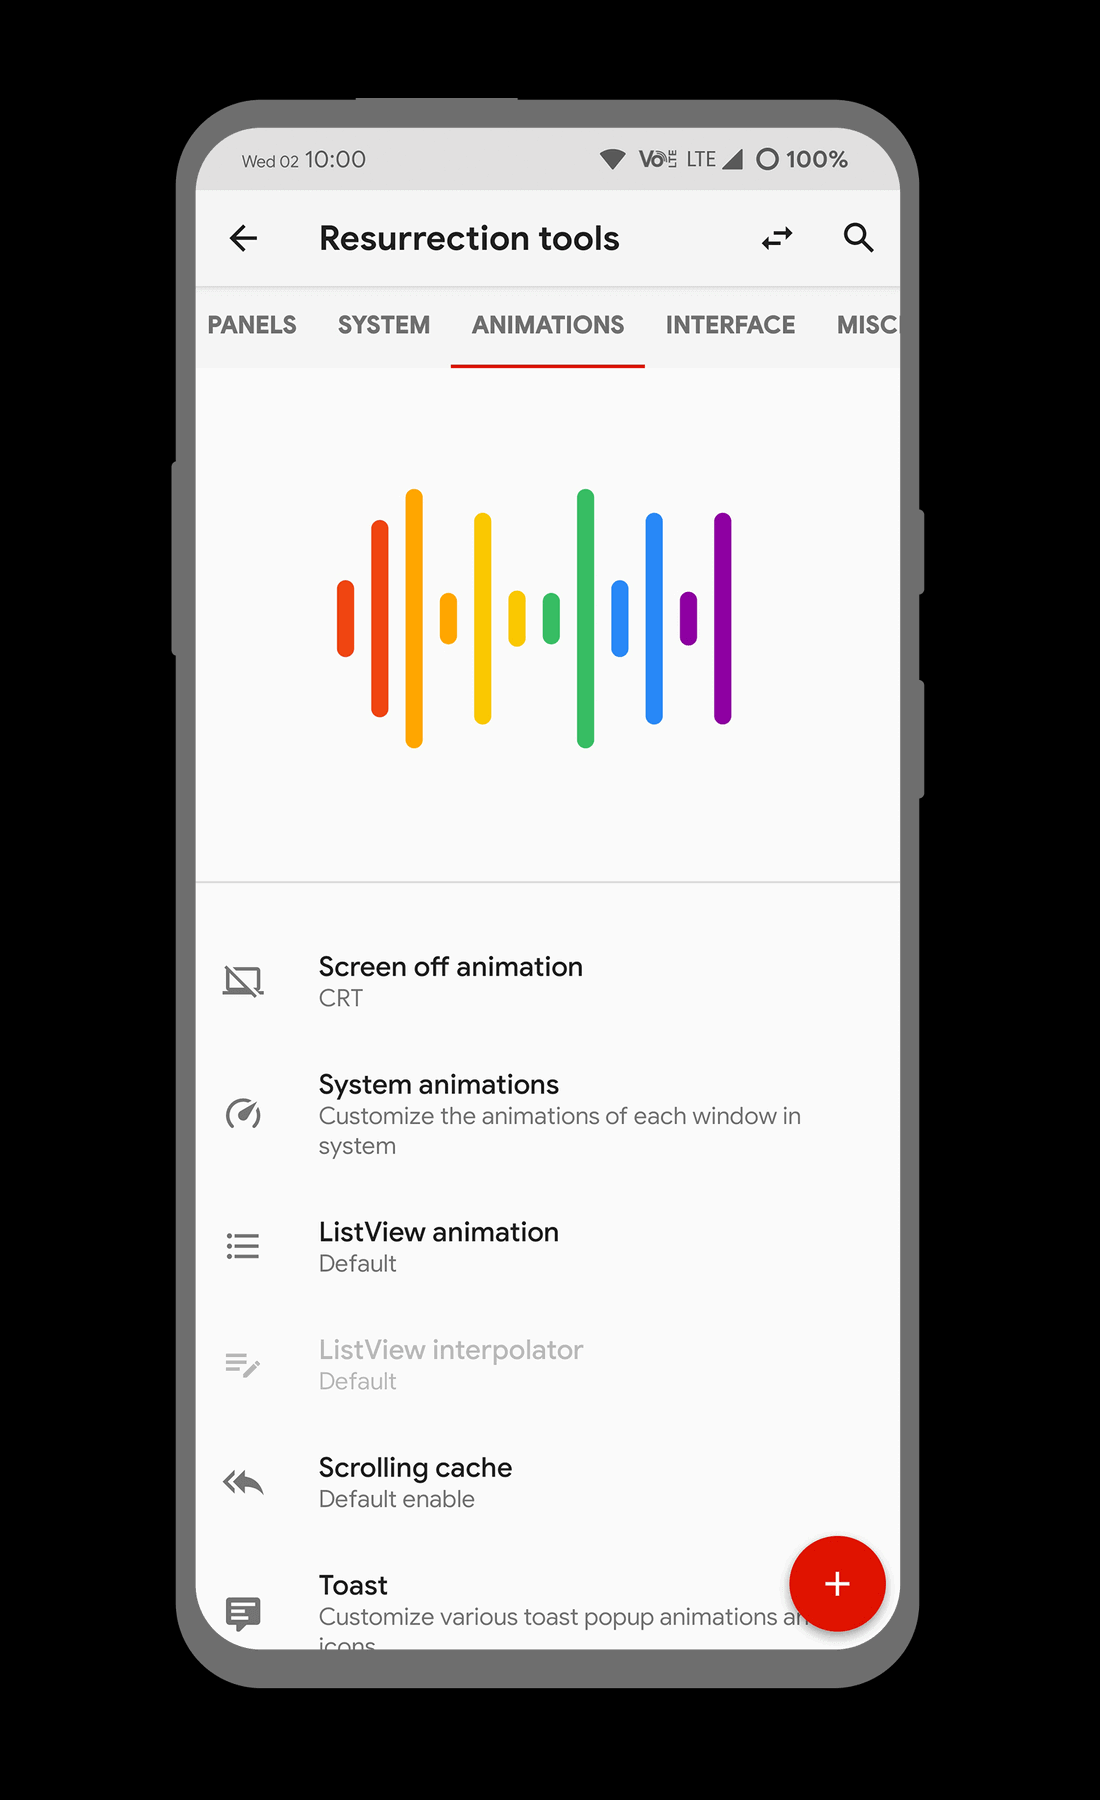 Wed 02 10:00 VoLTE LTE 100%
Resurrection tools
PANELS SYSTEM ANIMATIONS INTERFACE MISC
Screen off animation
CRT
System animations
Customize the animations of each window in
system
ListView animation
Default
ListView interpolator
Default
Scrolling cache
Default enable
Toast
Customize various toast popup animations an
icons